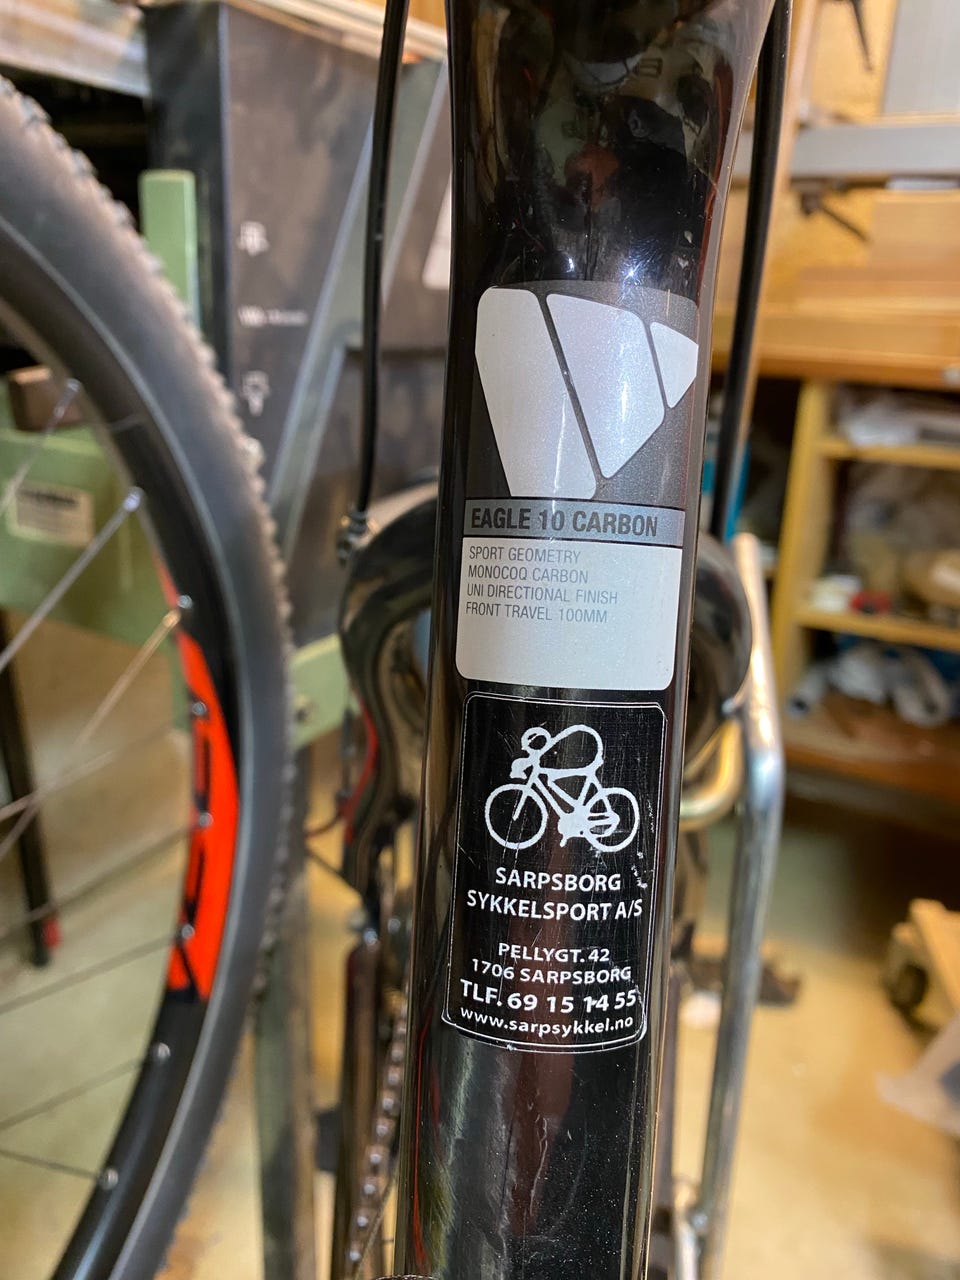 EAGLE 10 CARBON
SPORT GEOMETRY
MONOCOQ CARBON
UNI DIRECTIONAL FINISH
FRONT TRAVEL 100MM
SARPSBORG
SYKKELSPORT A/S
PELLYGT. 42
1706 SARPSBORG
TLF. 69 15 14 55
www.sarpsykkel.no